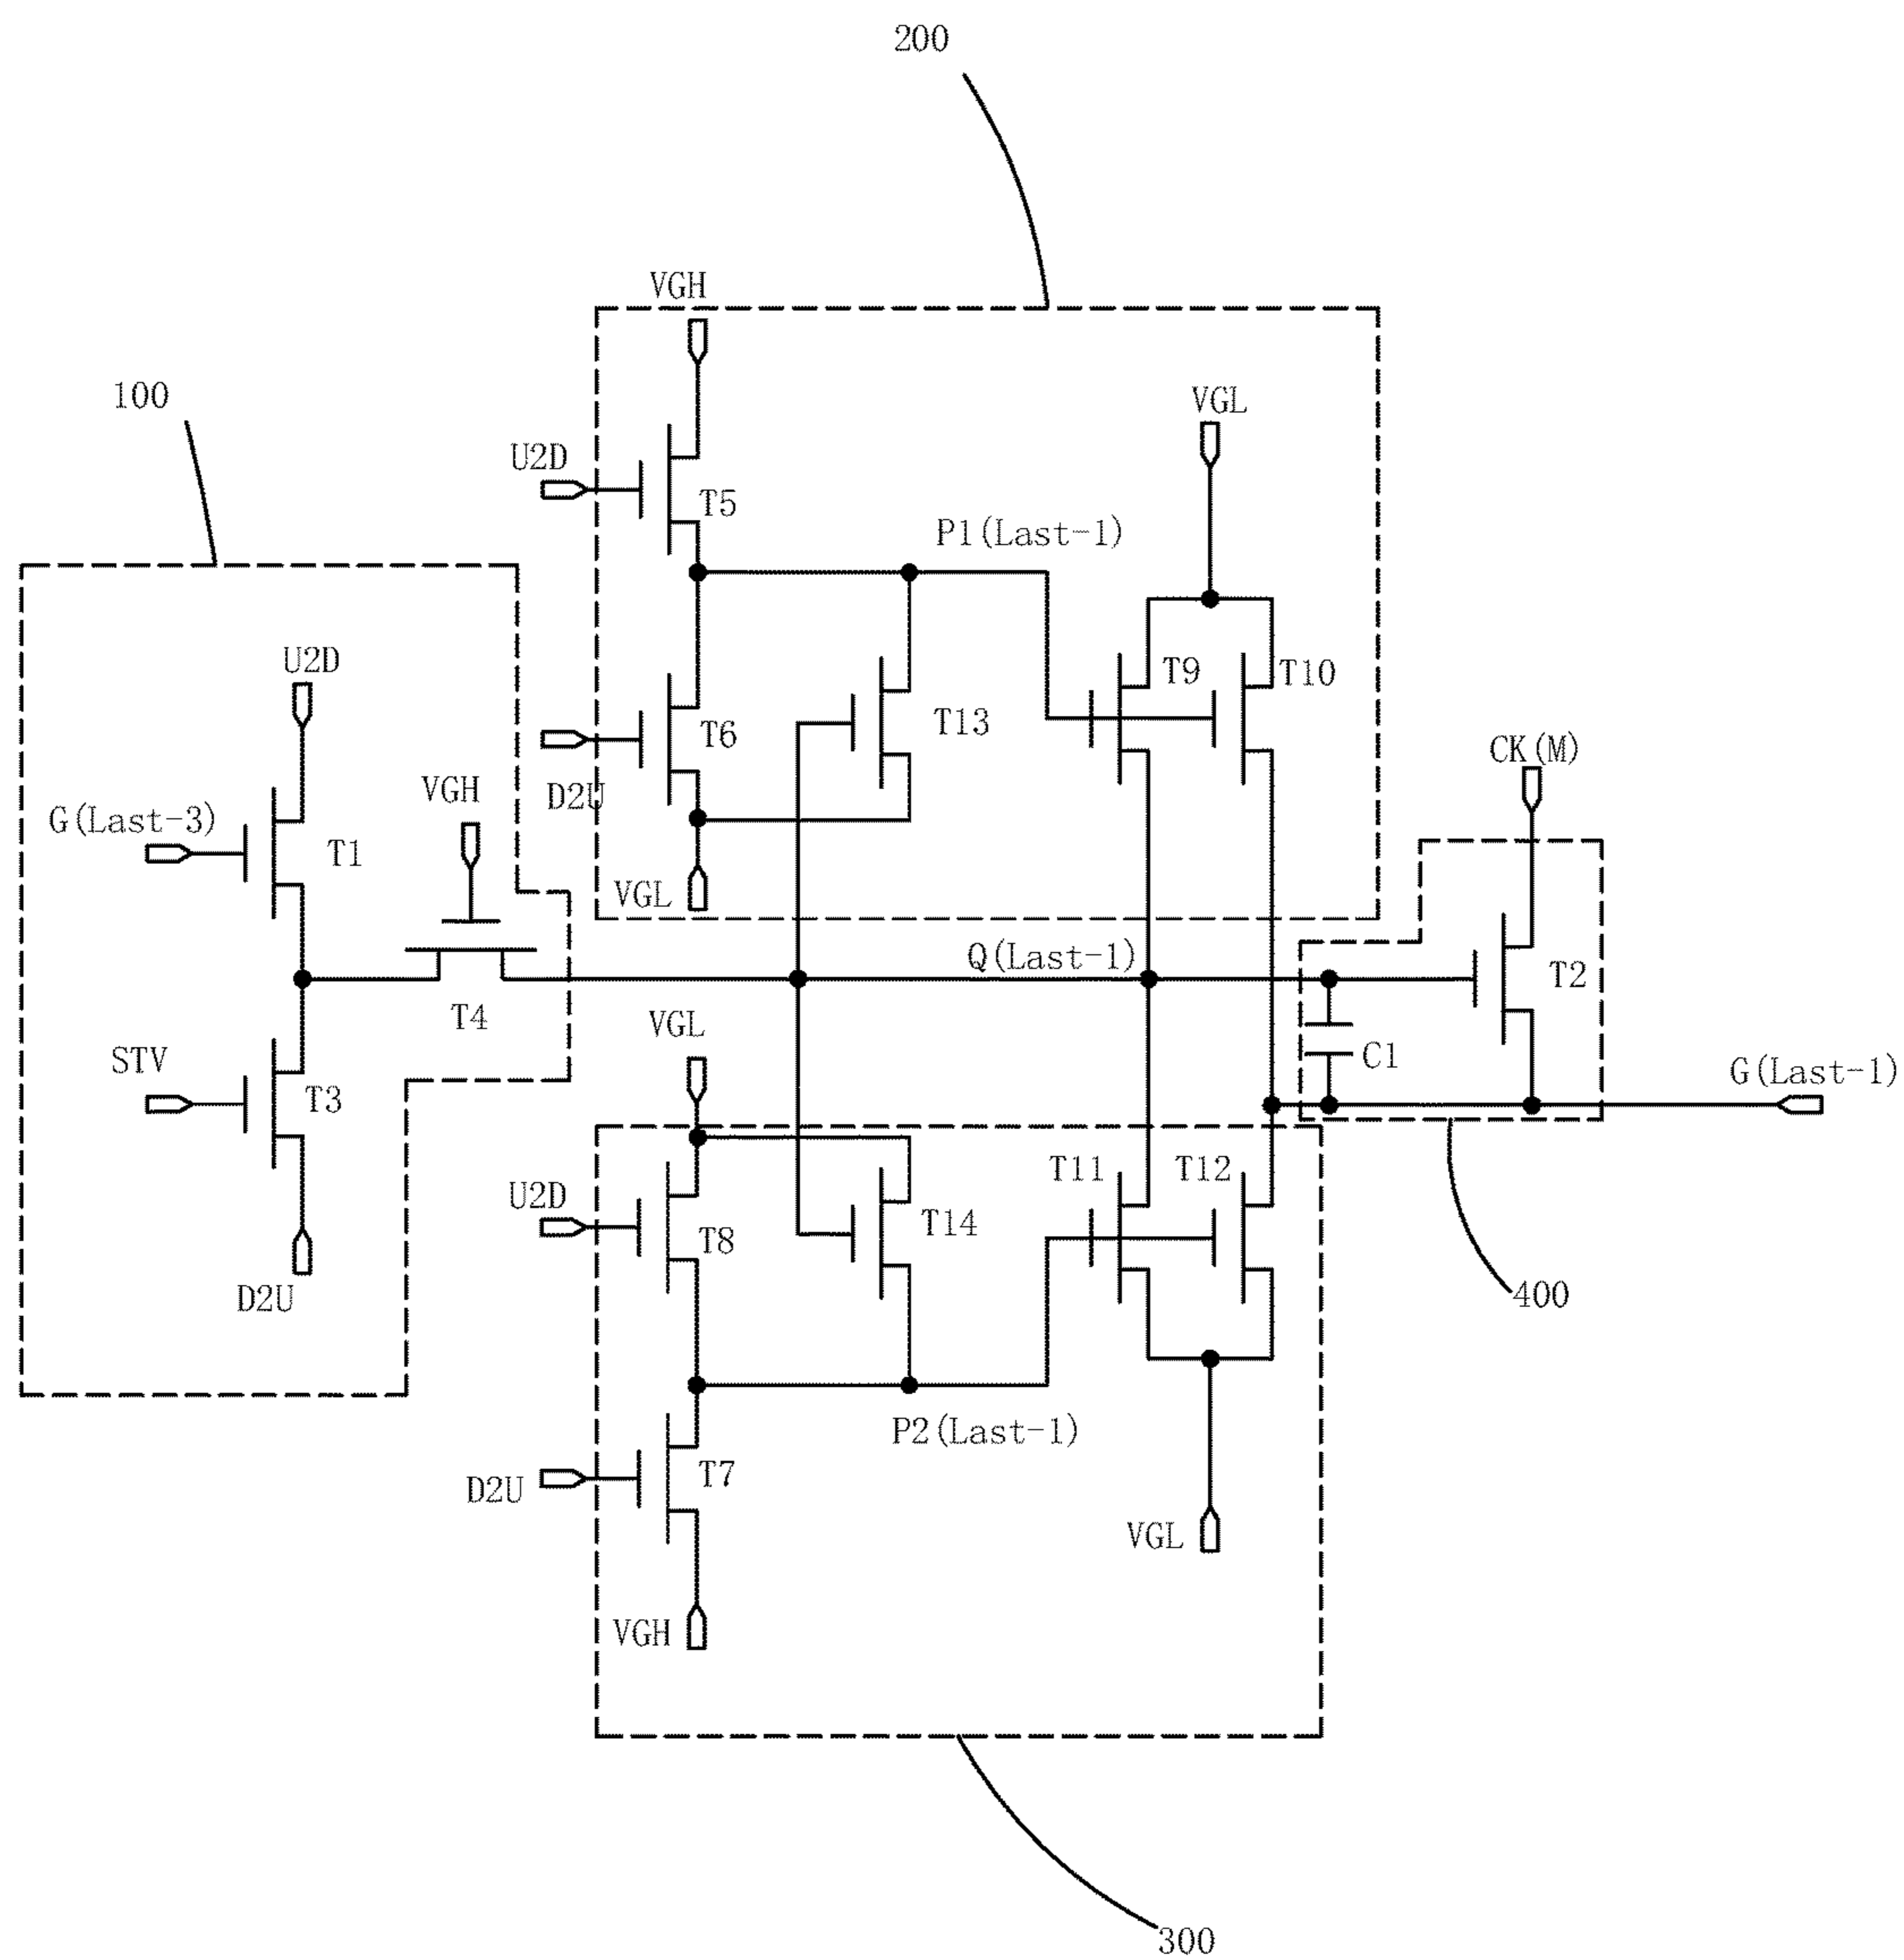 200
VGH
100
VGL
U2D
T5
P1(Last-1)
U2D
T9
T10
T6
T13
D2U
CK(M)
VGH
G(Last-3)
T1
VGL
Q(Last-1)
T2
T4
VGL
STV
T3
C1
G(Last-1)
T11
T12
U2D
T8
T14
D2U
400
P2(Last-1)
T7
D2U
VGL
VGH
300